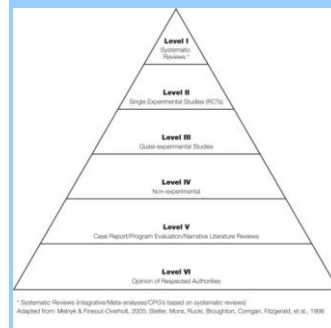 Level I
Systematic
Reviews *
Level II
Single Experimental Studies (RCTs)
Level III
Quasi-experimental Studies
Level IV
Non-experimental
Level V
Case Report/Program Evaluation/Narrative Literature Reviews
Level VI
Opinion of Respected Authorities
* Systematic Reviews (Integrative/Meta-analyses/CPG's based on systematic reviews)
Adapted from: Melnyk & Fineout-Overholt, 2005; Stetler, Morsi, Rucki, Broughton, Corrigan, Fitzgerald, et al., 1998